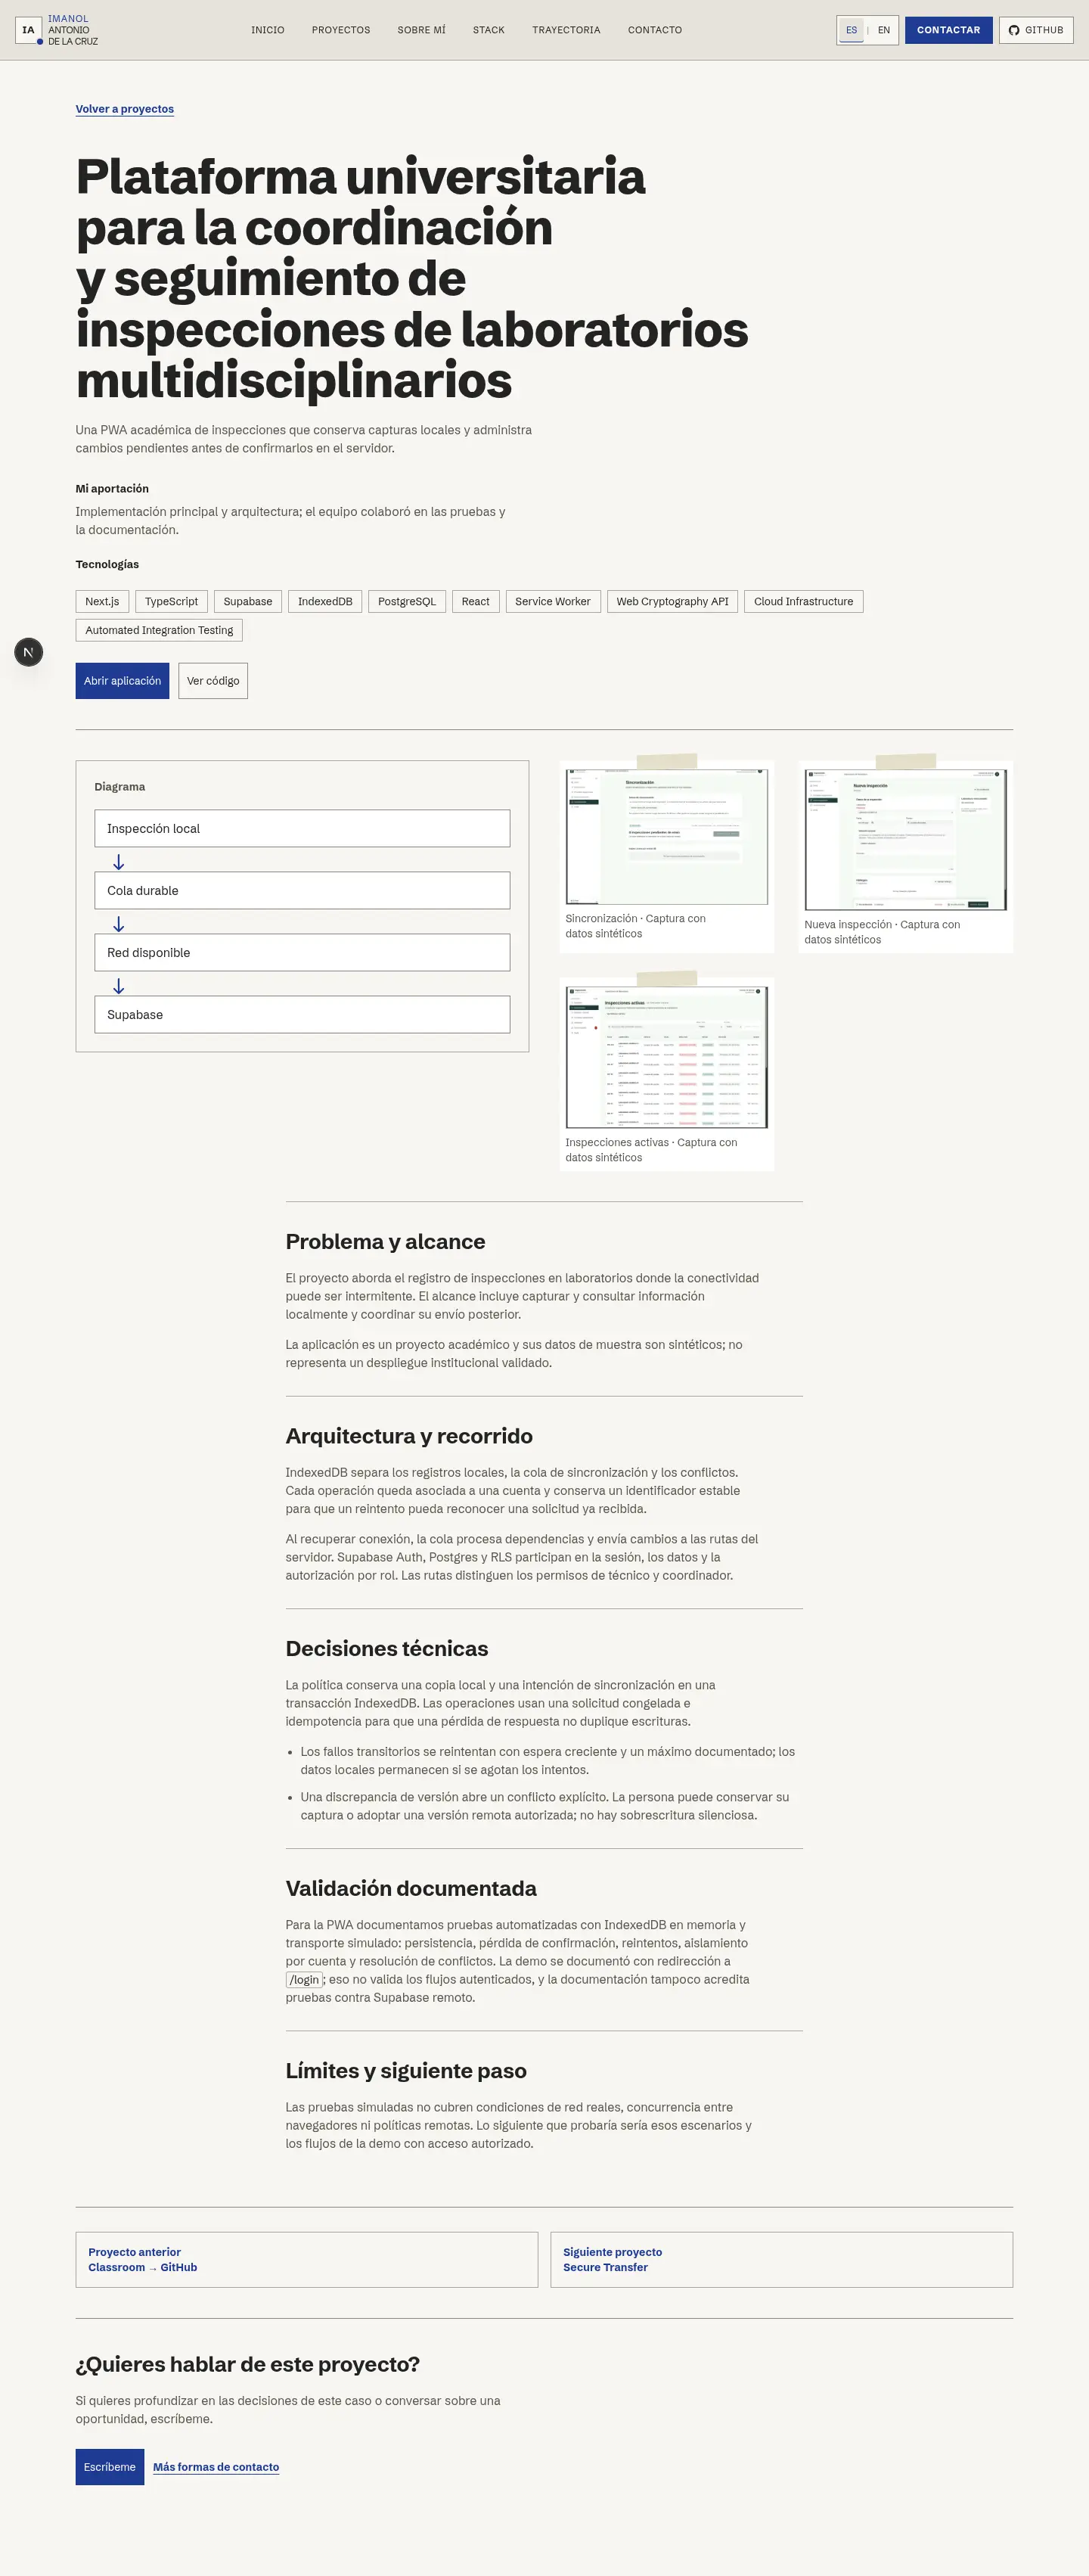 IA
IMANOL
ANTONIO
DE LA CRUZ
INICIO
PROYECTOS
SOBRE MÍ
STACK
TRAYECTORIA
CONTACTO
ES | EN
CONTACTAR
GITHUB
Volver a proyectos
Plataforma universitaria
para la coordinación
y seguimiento de
inspecciones de laboratorios
multidisciplinarios
Una PWA académica de inspecciones que conserva capturas locales y administra
cambios pendientes antes de confirmarlos en el servidor.
Mi aportación
Implementación principal y arquitectura; el equipo colaboró en las pruebas y
la documentación.
Tecnologías
Next.js
TypeScript
Supabase
IndexedDB
PostgreSQL
React
Service Worker
Web Cryptography API
Cloud Infrastructure
Automated Integration Testing
N
Abrir aplicación
Ver código
Diagrama
Inspección local
↓
Cola durable
↓
Red disponible
↓
Supabase
Sincronización
Sincronización · Captura con
datos sintéticos
Nueva inspección
Nueva inspección · Captura con
datos sintéticos
Inspecciones activas
Inspecciones activas · Captura con
datos sintéticos
Problema y alcance
El proyecto aborda el registro de inspecciones en laboratorios donde la conectividad
puede ser intermitente. El alcance incluye capturar y consultar información
localmente y coordinar su envío posterior.
La aplicación es un proyecto académico y sus datos de muestra son sintéticos; no
representa un despliegue institucional validado.
Arquitectura y recorrido
IndexedDB separa los registros locales, la cola de sincronización y los conflictos.
Cada operación queda asociada a una cuenta y conserva un identificador estable
para que un reintento pueda reconocer una solicitud ya recibida.
Al recuperar conexión, la cola procesa dependencias y envía cambios a las rutas del
servidor. Supabase Auth, Postgres y RLS participan en la sesión, los datos y la
autorización por rol. Las rutas distinguen los permisos de técnico y coordinador.
Decisiones técnicas
La política conserva una copia local y una intención de sincronización en una
transacción IndexedDB. Las operaciones usan una solicitud congelada e
idempotencia para que una pérdida de respuesta no duplique escrituras.
• Los fallos transitorios se reintentan con espera creciente y un máximo documentado; los
datos locales permanecen si se agotan los intentos.
• Una discrepancia de versión abre un conflicto explícito. La persona puede conservar su
captura o adoptar una versión remota autorizada; no hay sobrescritura silenciosa.
Validación documentada
Para la PWA documentamos pruebas automatizadas con IndexedDB en memoria y
transporte simulado: persistencia, pérdida de confirmación, reintentos, aislamiento
por cuenta y resolución de conflictos. La demo se documentó con redirección a
/login; eso no valida los flujos autenticados, y la documentación tampoco acredita
pruebas contra Supabase remoto.
Límites y siguiente paso
Las pruebas simuladas no cubren condiciones de red reales, concurrencia entre
navegadores ni políticas remotas. Lo siguiente que probaría sería esos escenarios y
los flujos de la demo con acceso autorizado.
Proyecto anterior
Classroom → GitHub
Siguiente proyecto
Secure Transfer
¿Quieres hablar de este proyecto?
Si quieres profundizar en las decisiones de este caso o conversar sobre una
oportunidad, escríbeme.
Escríbeme
Más formas de contacto